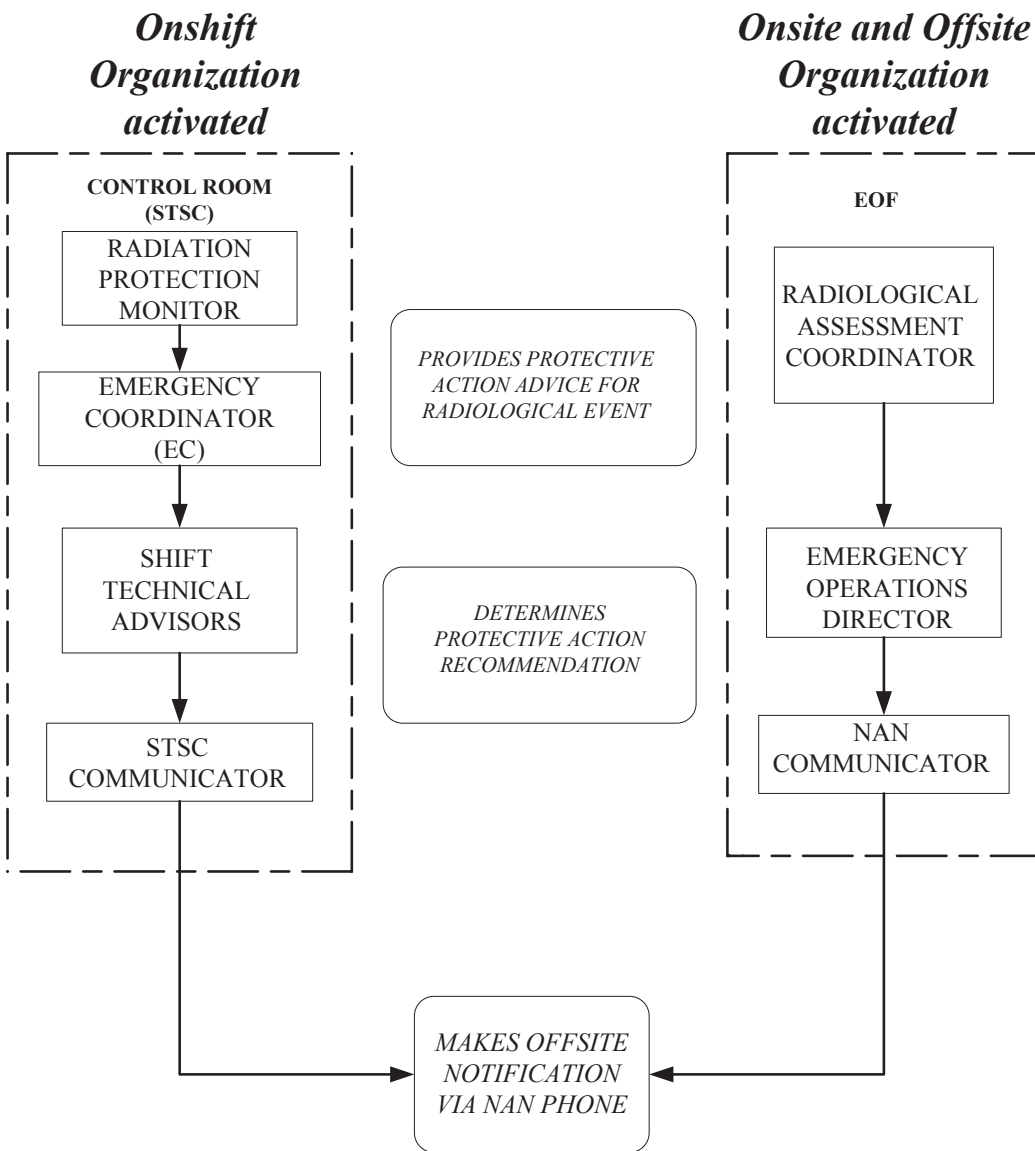 Onshift
Organization
activated
CONTROL ROOM
(STSC)
RADIATION
PROTECTION
MONITOR
EMERGENCY
COORDINATOR
(EC)
SHIFT
TECHNICAL
ADVISORS
STSC
COMMUNICATOR
PROVIDES PROTECTIVE
ACTION ADVICE FOR
RADIOLOGICAL EVENT
DETERMINES
PROTECTIVE ACTION
RECOMMENDATION
Onsite and Offsite
Organization
activated
EOF
RADIOLOGICAL
ASSESSMENT
COORDINATOR
EMERGENCY
OPERATIONS
DIRECTOR
NAN
COMMUNICATOR
MAKES OFFSITE
NOTIFICATION
VIA NAN PHONE